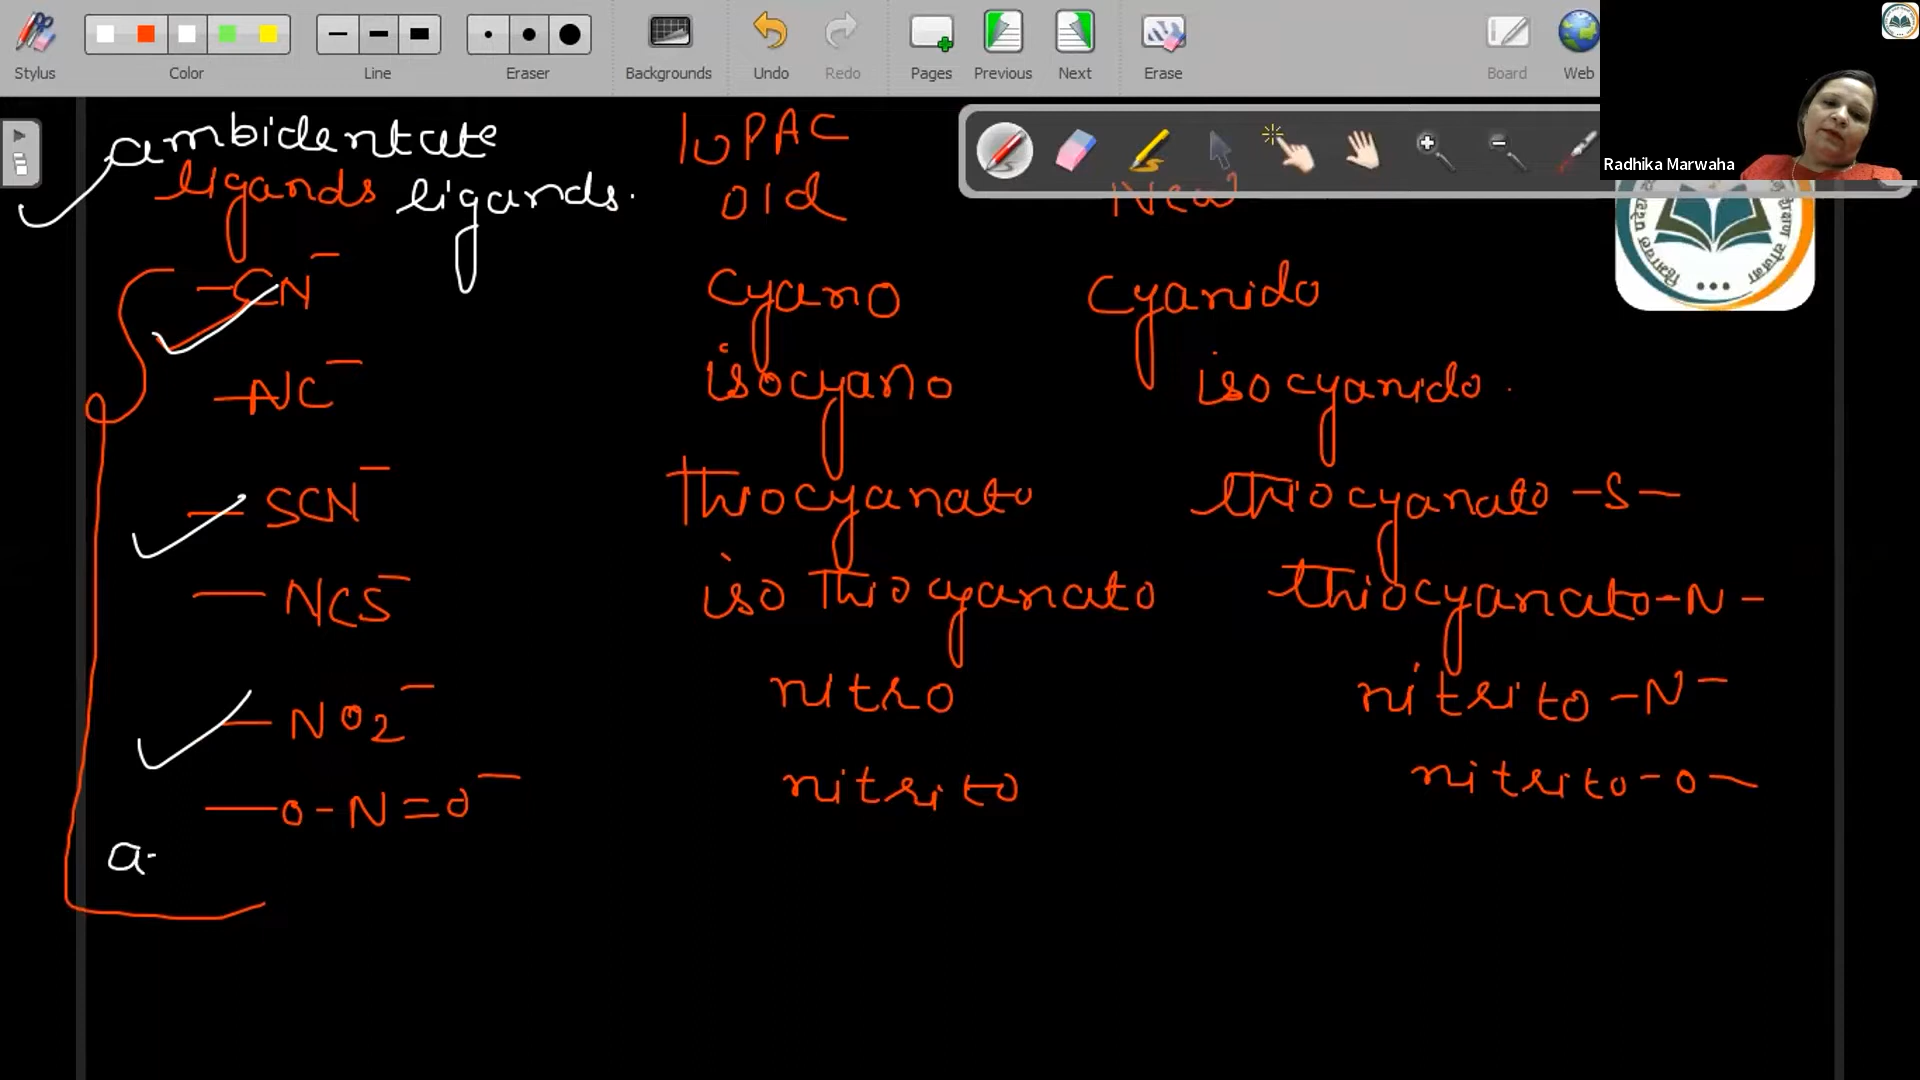 Stylus
Color
Line
Eraser
Backgrounds
Undo
Redo
Pages
Previous
Next
Erase
Board
Web
Radhika Marwaha
ambidentate IUPAC
ligands ligands. old New
-CN⁻ cyano cyanido
-NC⁻ isocyano isocyanido.
- SCN⁻ Thiocyanato thiocyanato -S-
- NCS⁻ iso Thiocyanato thiocyanato-N-
- NO2⁻ nitro nitrito -N-
-O-N=O⁻ nitrito nitrito-O-
a.